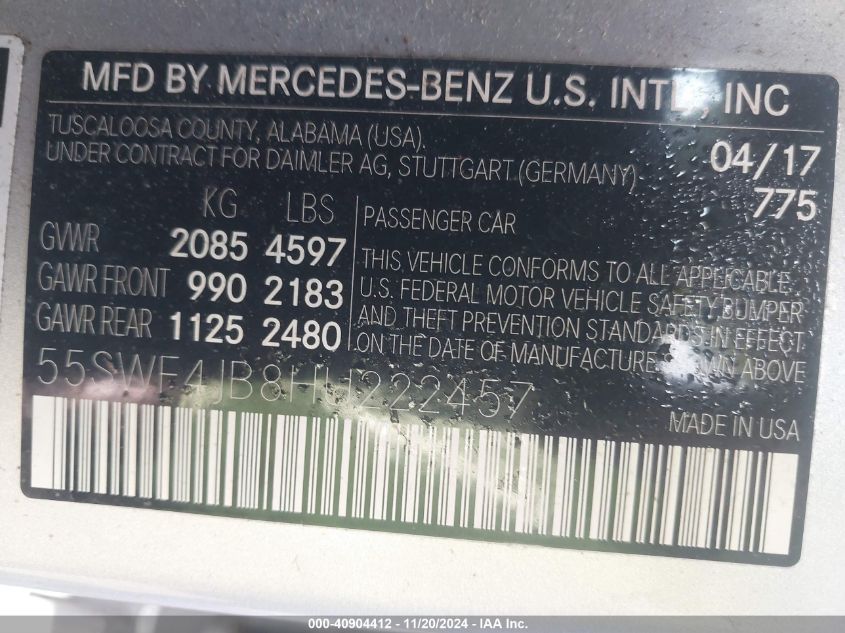 MFD BY MERCEDES-BENZ U.S. INTL, INC
TUSCALOOSA COUNTY, ALABAMA (USA).
UNDER CONTRACT FOR DAIMLER AG, STUTTGART (GERMANY)
04/17
775
KG LBS
GVWR 2085 4597
GAWR FRONT 990 2183
GAWR REAR 1125 2480
PASSENGER CAR
THIS VEHICLE CONFORMS TO ALL APPLICABLE
U.S. FEDERAL MOTOR VEHICLE SAFETY, BUMPER
AND THEFT PREVENTION STANDARDS IN EFFECT
ON THE DATE OF MANUFACTURE SHOWN ABOVE
55SWF4JB8HU222457
MADE IN USA
000-40904412 - 11/20/2024 - IAA Inc.